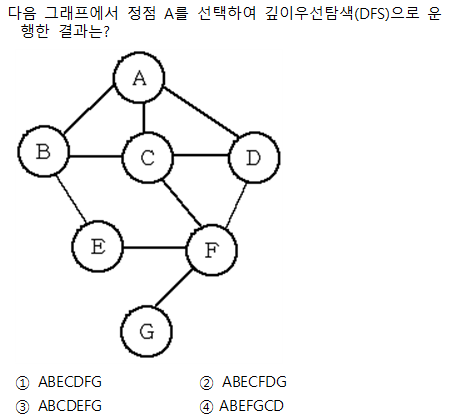 다음 그래프에서 정점 A를 선택하여 깊이우선탐색(DFS)으로 운
행한 결과는?
A
B
C
D
E
F
G
① ABECDFG
② ABECFDG
③ ABCDEFG
④ ABEFGCD